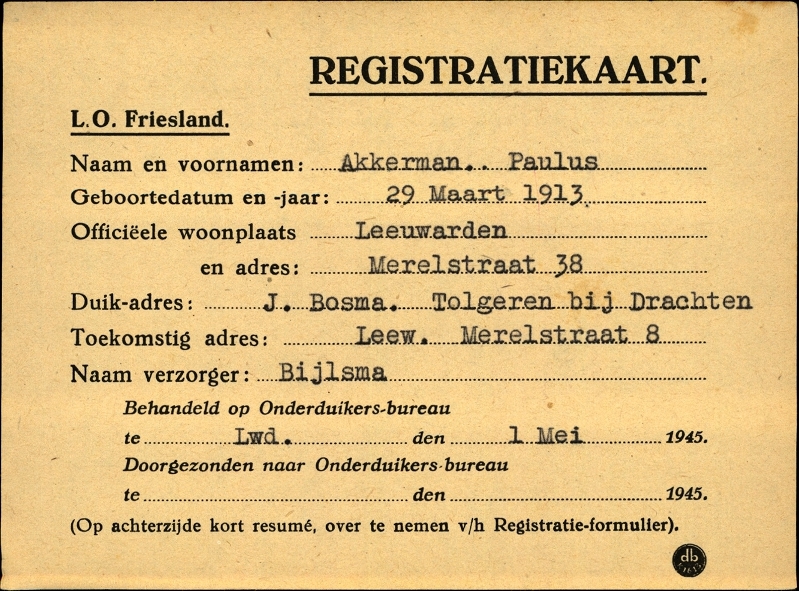 REGISTRATIEKAART.
L.O. Friesland.
Naam en voornamen: Akkerman.. Paulus
Geboortedatum en -jaar: 29 Maart 1913.
Officiëele woonplaats Leeuwarden
en adres: Merelstraat 38
Duik-adres: J. Bosma. Tolgeren bij Drachten
Toekomstig adres: Leew. Merelstraat 8
Naam verzorger: Bijlsma
Behandeld op Onderduikers-bureau
te Lwd. den 1 Mei 1945.
Doorgezonden naar Onderduikers-bureau
te den 1945.
(Op achterzijde kort resumé, over te nemen v/h Registratie-formulier).
db